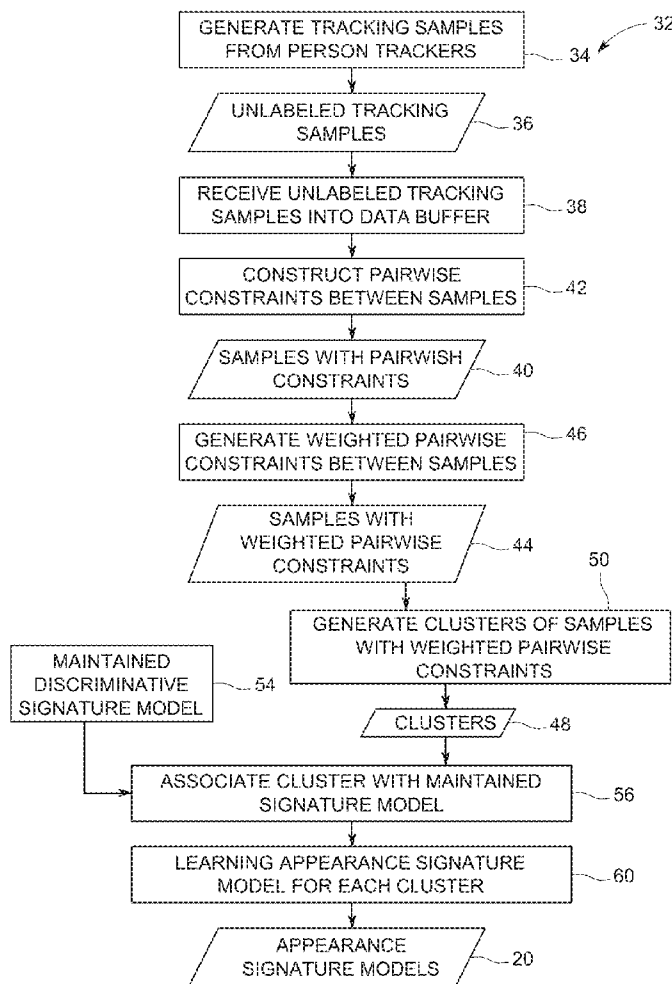 32
GENERATE TRACKING SAMPLES
FROM PERSON TRACKERS
34
UNLABELED TRACKING
SAMPLES
36
RECEIVE UNLABELED TRACKING
SAMPLES INTO DATA BUFFER
38
CONSTRUCT PAIRWISE
CONSTRAINTS BETWEEN SAMPLES
42
SAMPLES WITH PAIRWISH
CONSTRAINTS
40
GENERATE WEIGHTED PAIRWISE
CONSTRAINTS BETWEEN SAMPLES
46
SAMPLES WITH
WEIGHTED PAIRWISE
CONSTRAINTS
44
50
GENERATE CLUSTERS OF SAMPLES
WITH WEIGHTED PAIRWISE
CONSTRAINTS
MAINTAINED
DISCRIMINATIVE
SIGNATURE MODEL
54
CLUSTERS
48
ASSOCIATE CLUSTER WITH MAINTAINED
SIGNATURE MODEL
56
LEARNING APPEARANCE SIGNATURE
MODEL FOR EACH CLUSTER
60
APPEARANCE
SIGNATURE MODELS
20